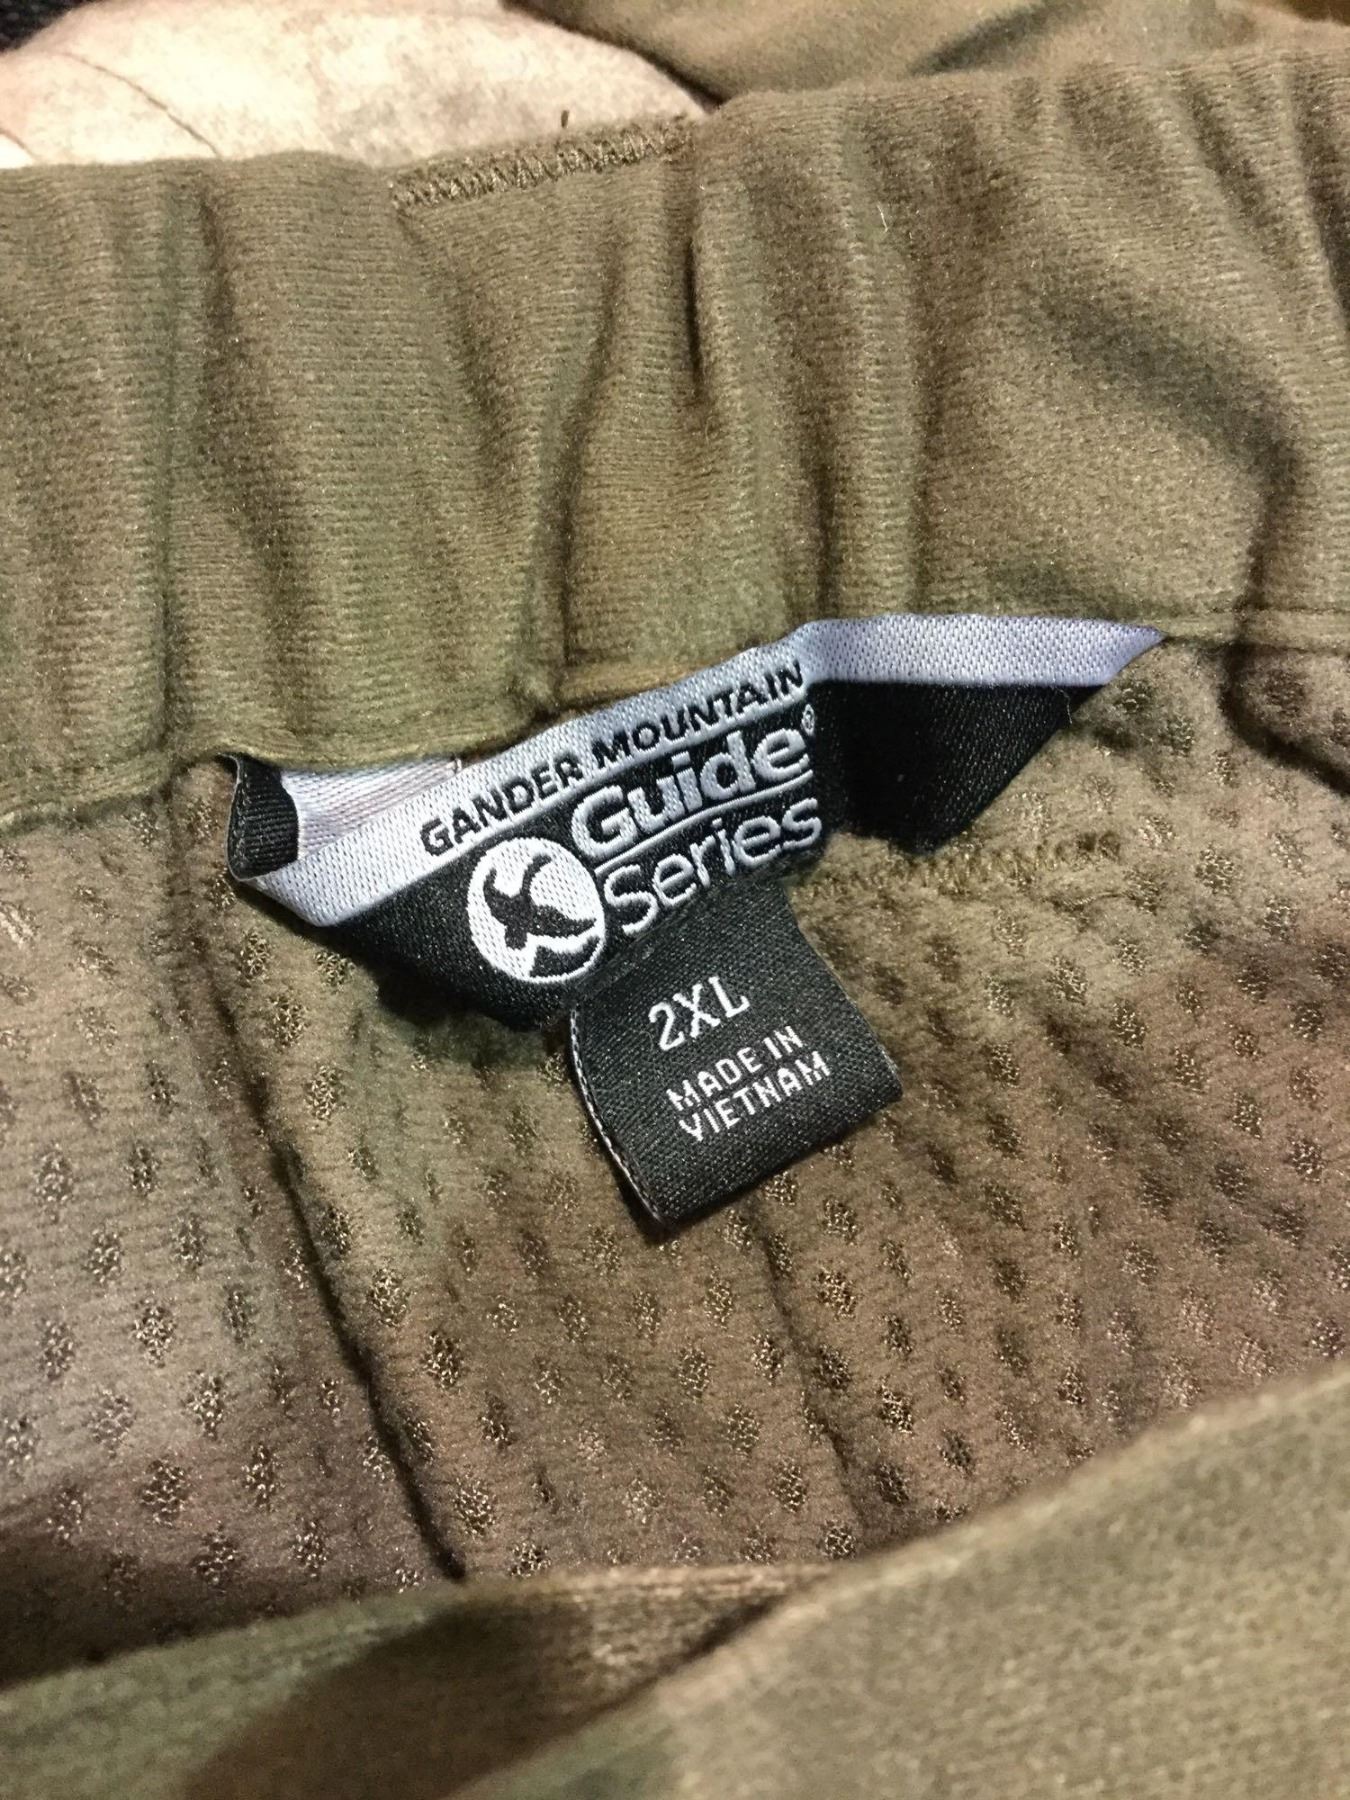 GANDER MOUNTAIN
Guide®
Series
2XL
MADE IN
VIETNAM